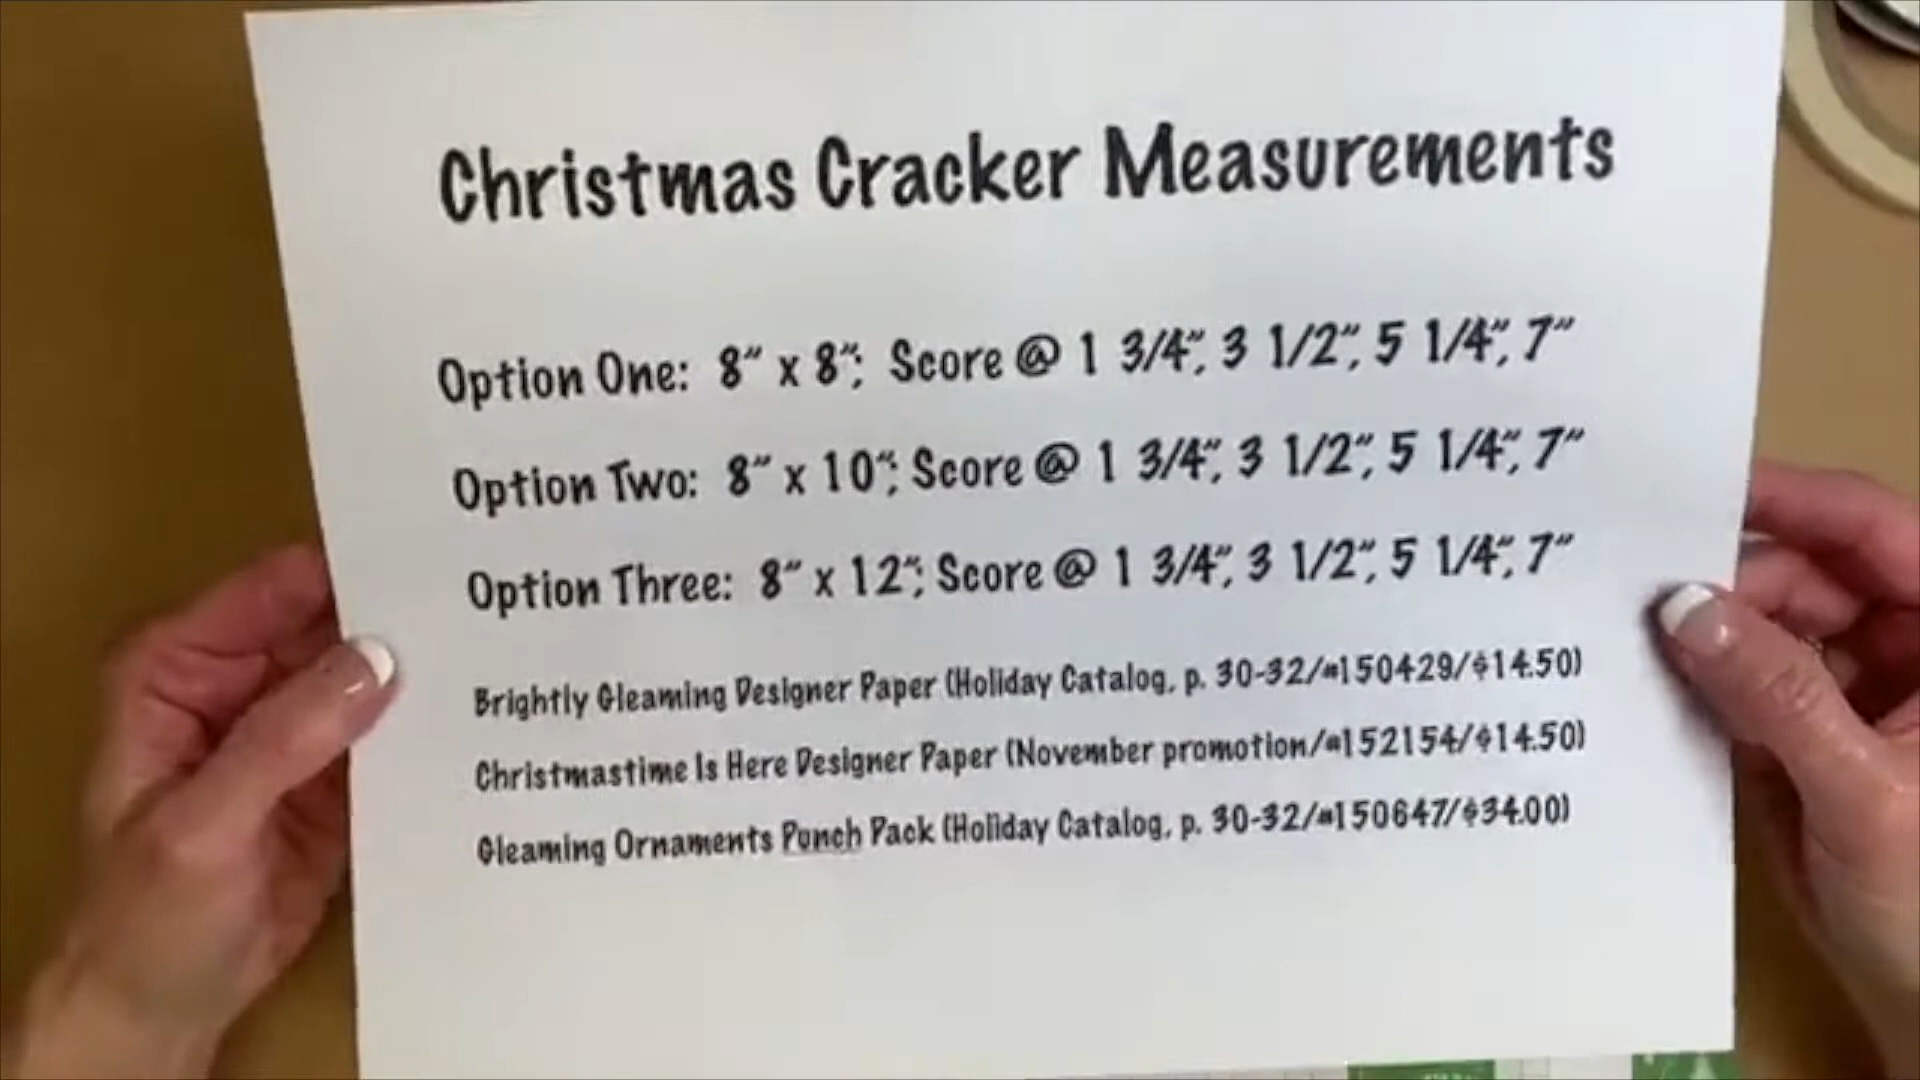 Christmas Cracker Measurements
Option One: 8” x 8”; Score @ 1 3/4”, 3 1/2”, 5 1/4”, 7”
Option Two: 8” x 10”; Score @ 1 3/4”, 3 1/2”, 5 1/4”, 7”
Option Three: 8” x 12”; Score @ 1 3/4”, 3 1/2”, 5 1/4”, 7”
Brightly Gleaming Designer Paper (Holiday Catalog, p. 30-32/#150429/$14.50)
Christmastime Is Here Designer Paper (November promotion/#152154/$14.50)
Gleaming Ornaments Punch Pack (Holiday Catalog, p. 30-32/#150647/$34.00)